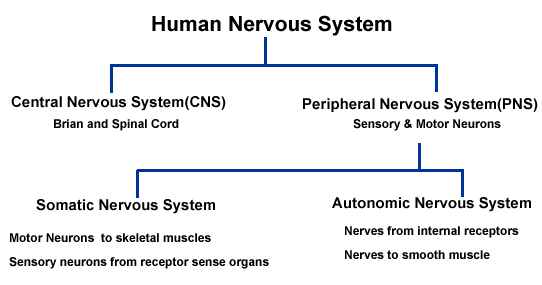 Human Nervous System
Central Nervous System(CNS)
Brian and Spinal Cord
Peripheral Nervous System(PNS)
Sensory & Motor Neurons
Somatic Nervous System
Motor Neurons to skeletal muscles
Sensory neurons from receptor sense organs
Autonomic Nervous System
Nerves from internal receptors
Nerves to smooth muscle